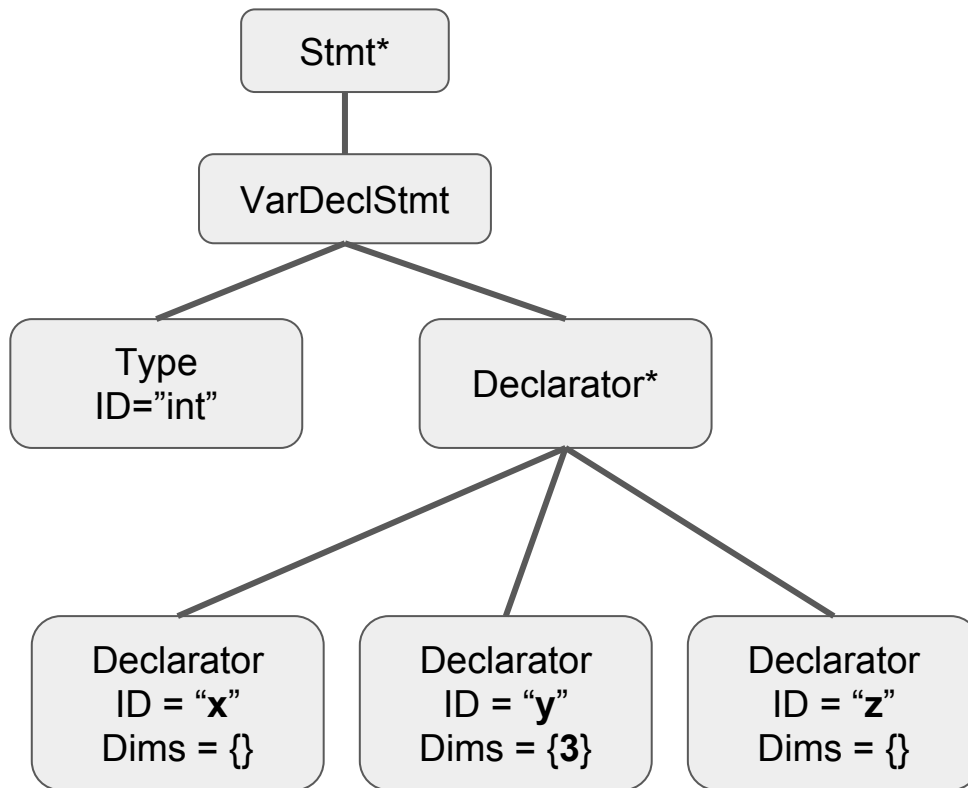 Stmt*
VarDeclStmt
Type
ID=”int”
Declarator*
Declarator
ID = “x”
Dims = {}
Declarator
ID = “y”
Dims = {3}
Declarator
ID = “z”
Dims = {}